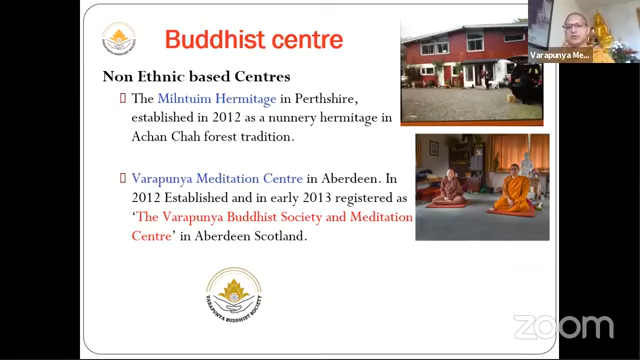 Buddhist centre
Varapunya Me...
Non Ethnic based Centres
The Milntuim Hermitage in Perthshire,
established in 2012 as a nunnery hermitage in
Achan Chah forest tradition.
Varapunya Meditation Centre in Aberdeen. In
2012 Established and in early 2013 registered as
‘The Varapunya Buddhist Society and Meditation
Centre’ in Aberdeen Scotland.
VARAPUNYA BUDDHIST SOCIETY
zoom